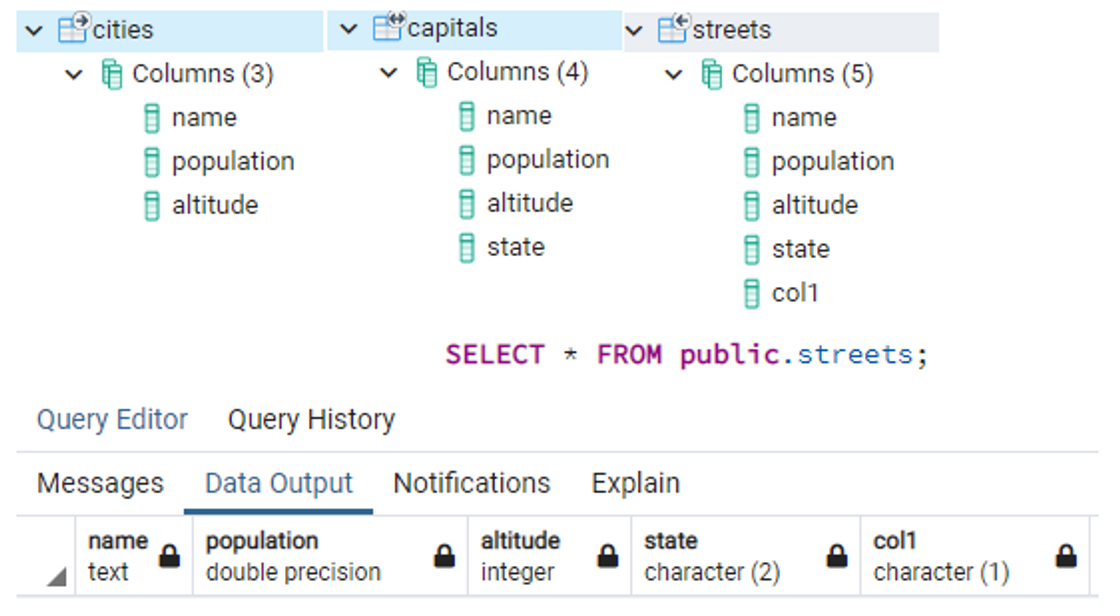 cities
Columns (3)
name
population
altitude
capitals
Columns (4)
name
population
altitude
state
streets
Columns (5)
name
population
altitude
state
col1
SELECT * FROM public.streets;
Query Editor Query History
Messages Data Output Notifications Explain
name population altitude state col1
text double precision integer character (2) character (1)